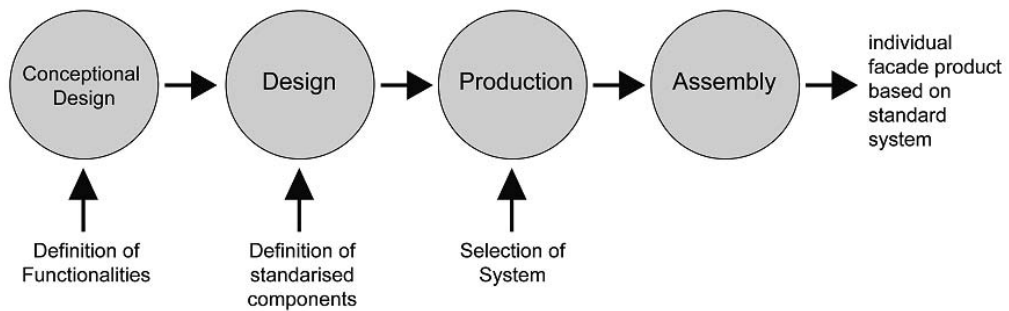 Conceptional
Design
Design
Production
Assembly
individual
facade product
based on
standard
system
Definition of
Functionalities
Definition of
standarised
components
Selection of
System